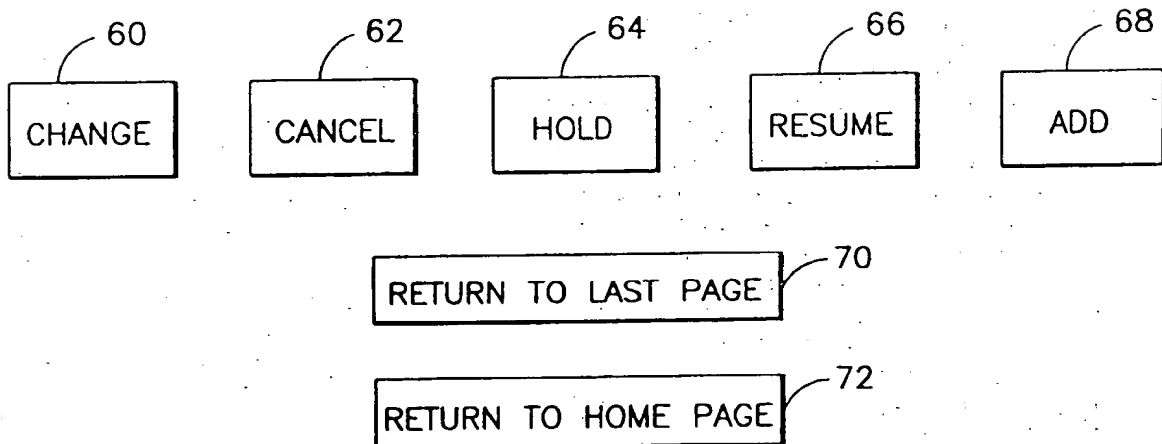 60 62 64 66 68
CHANGE CANCEL HOLD RESUME ADD
RETURN TO LAST PAGE 70
RETURN TO HOME PAGE 72